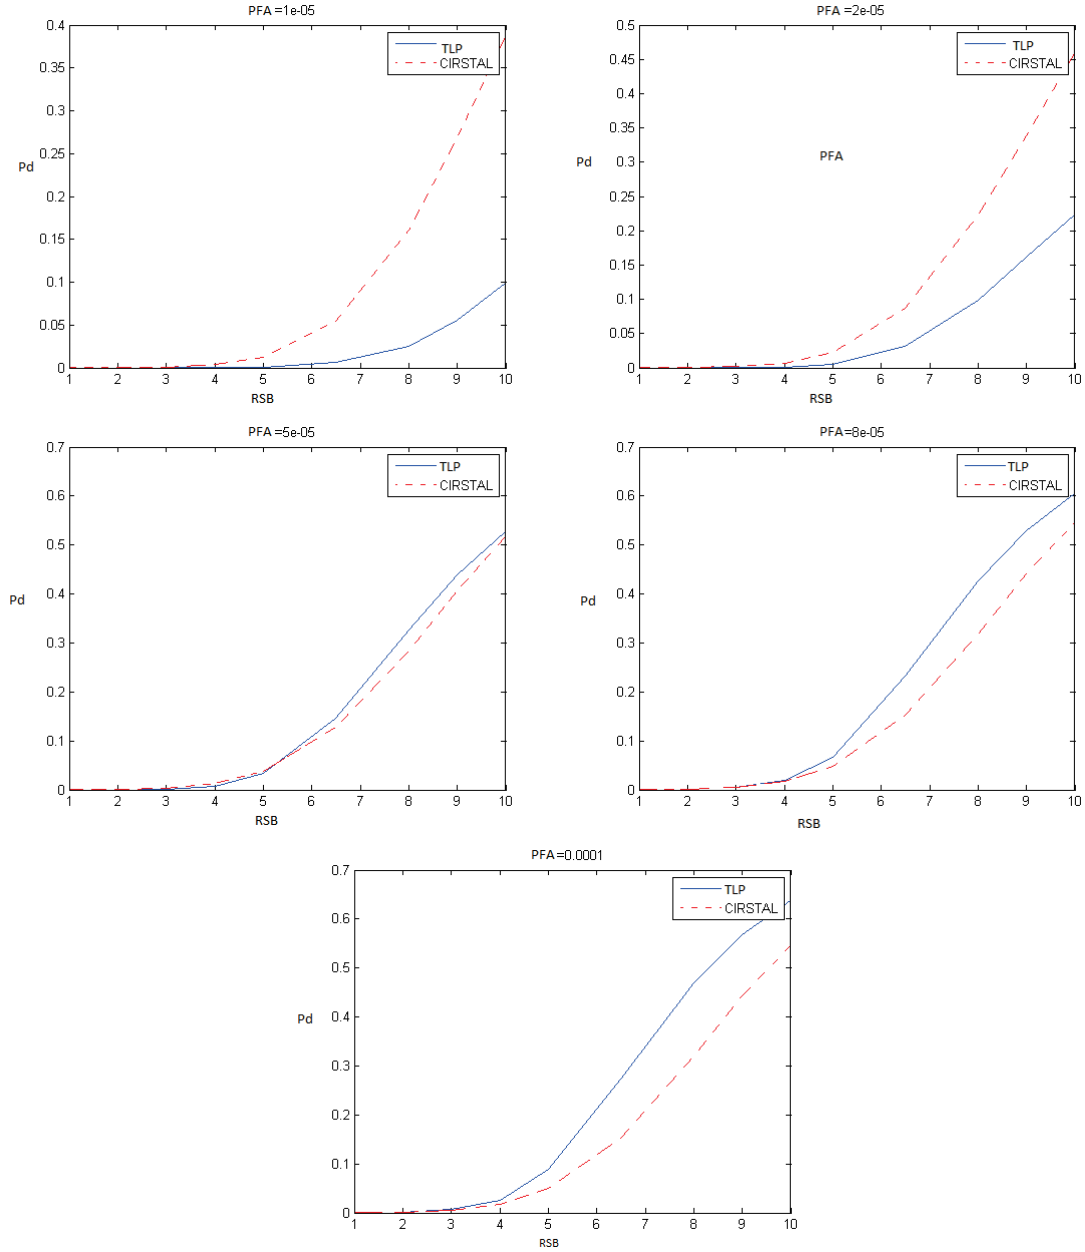 PFA =1e-05
0.4
0.35
0.3
0.25
0.2
0.15
0.1
0.05
0
Pd
TLP
CIRSTAL
1 2 3 4 5 6 7 8 9 10
RSB
PFA =2e-05
0.5
0.45
0.4
0.35
0.3
0.25
0.2
0.15
0.1
0.05
0
Pd
TLP
CIRSTAL
PFA
1 2 3 4 5 6 7 8 9 10
RSB
PFA =5e-05
0.7
0.6
0.5
0.4
0.3
0.2
0.1
0
Pd
TLP
CIRSTAL
1 2 3 4 5 6 7 8 9 10
RSB
PFA=8e-05
0.7
0.6
0.5
0.4
0.3
0.2
0.1
0
Pd
TLP
CIRSTAL
1 2 3 4 5 6 7 8 9 10
RSB
PFA =0.0001
0.7
0.6
0.5
0.4
0.3
0.2
0.1
0
Pd
TLP
CIRSTAL
1 2 3 4 5 6 7 8 9 10
RSB